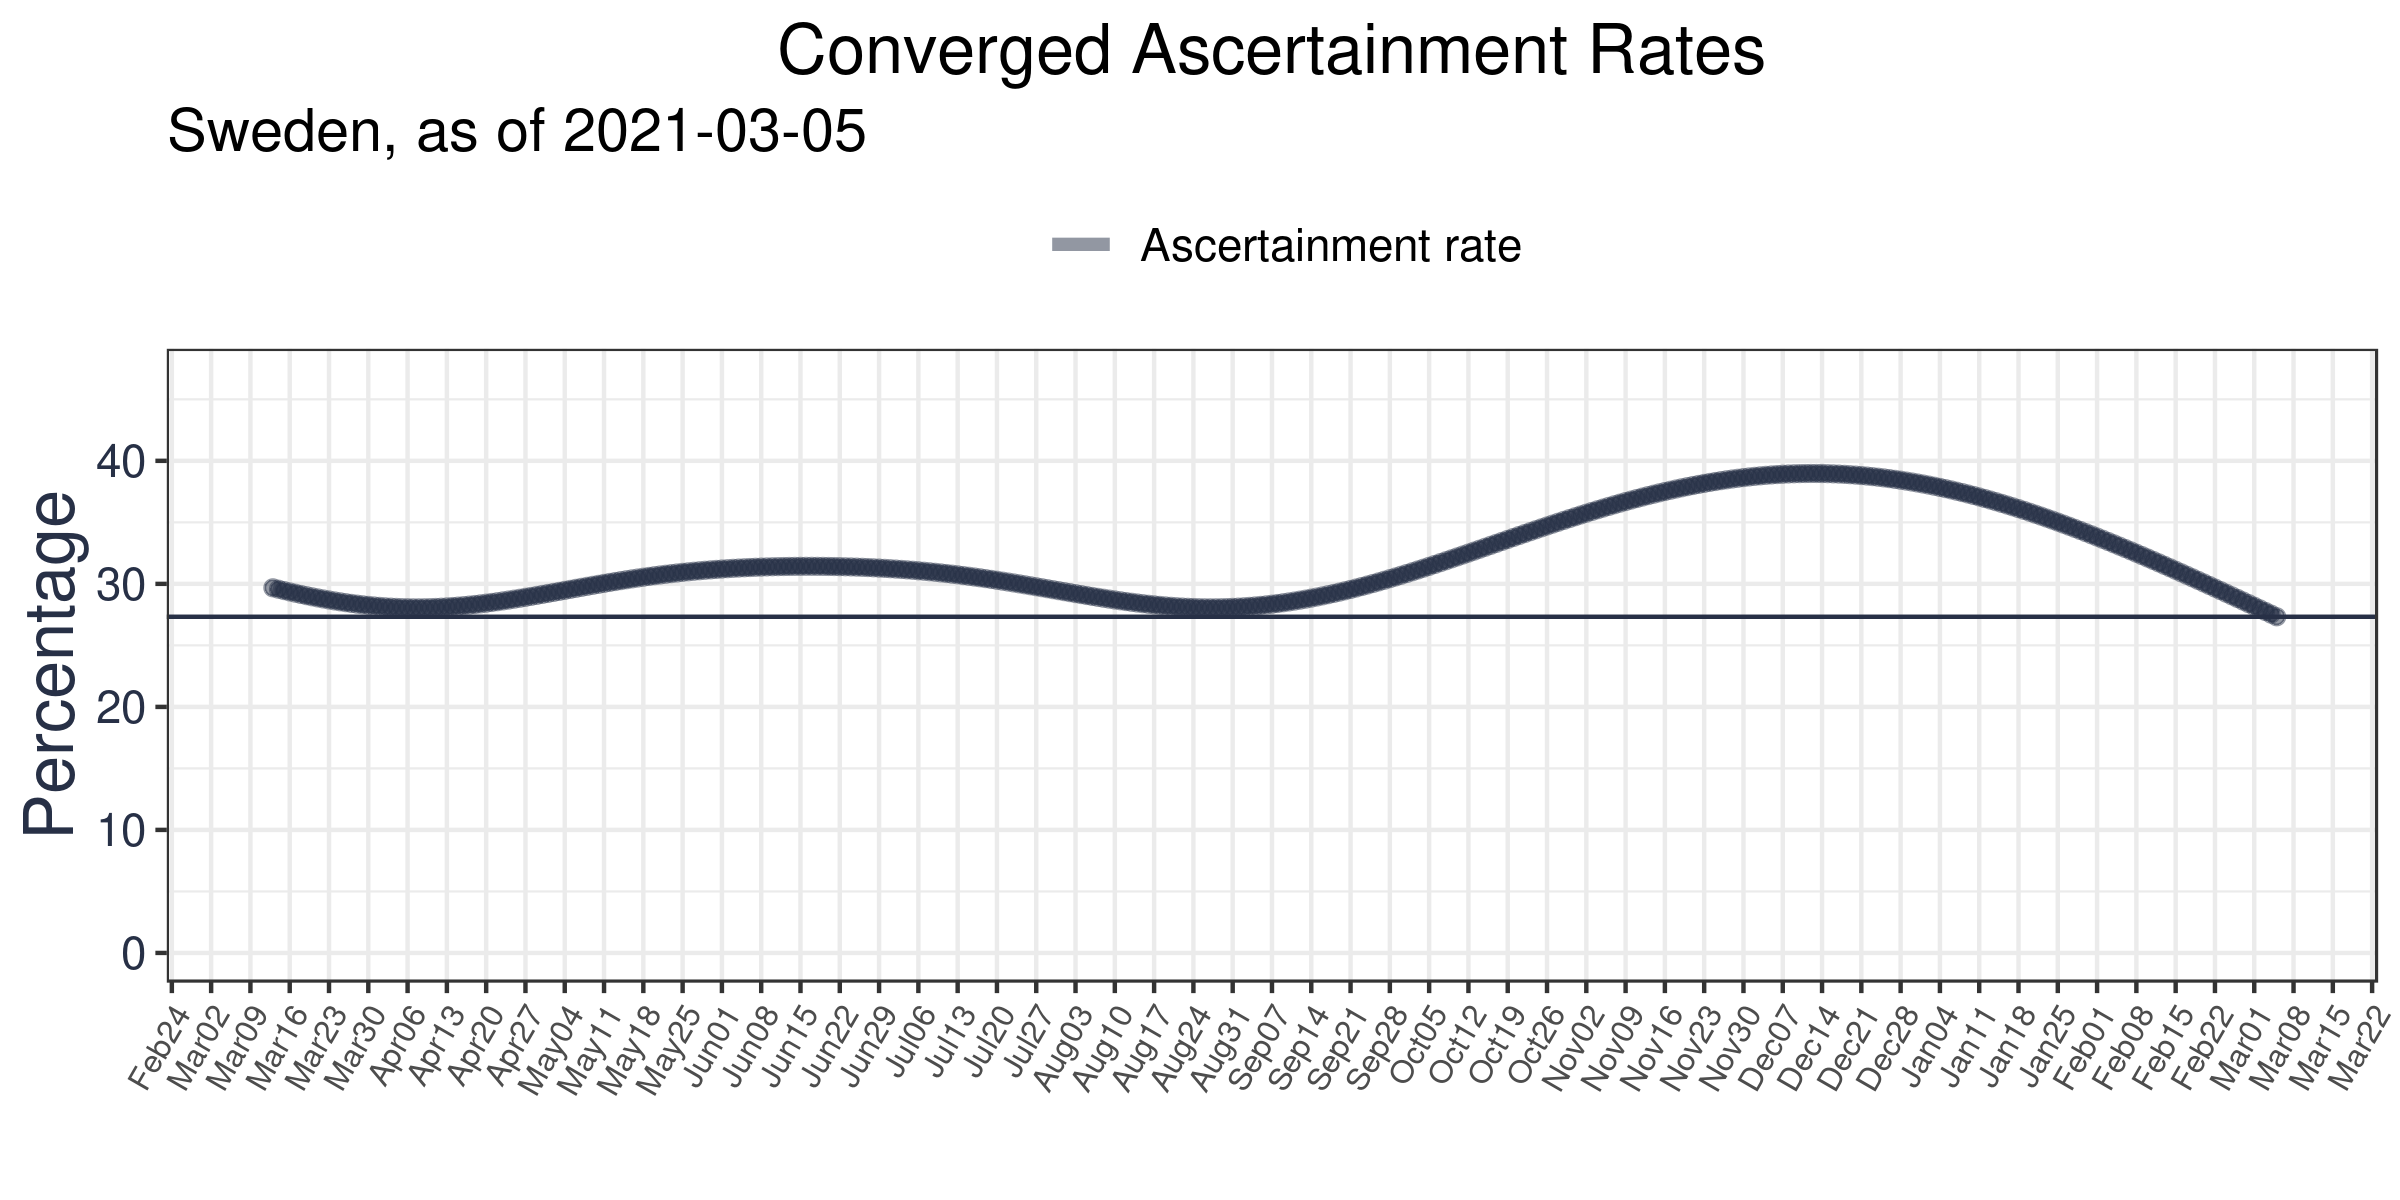 Converged Ascertainment Rates
Sweden, as of 2021-03-05
Ascertainment rate
Percentage
40
30
20
10
0
Feb24
Mar02
Mar09
Mar16
Mar23
Mar30
Apr06
Apr13
Apr20
Apr27
May04
May11
May18
May25
Jun01
Jun08
Jun15
Jun22
Jun29
Jul06
Jul13
Jul20
Jul27
Aug03
Aug10
Aug17
Aug24
Aug31
Sep07
Sep14
Sep21
Sep28
Oct05
Oct12
Oct19
Oct26
Nov02
Nov09
Nov16
Nov23
Nov30
Dec07
Dec14
Dec21
Dec28
Jan04
Jan11
Jan18
Jan25
Feb01
Feb08
Feb15
Feb22
Mar01
Mar08
Mar15
Mar22